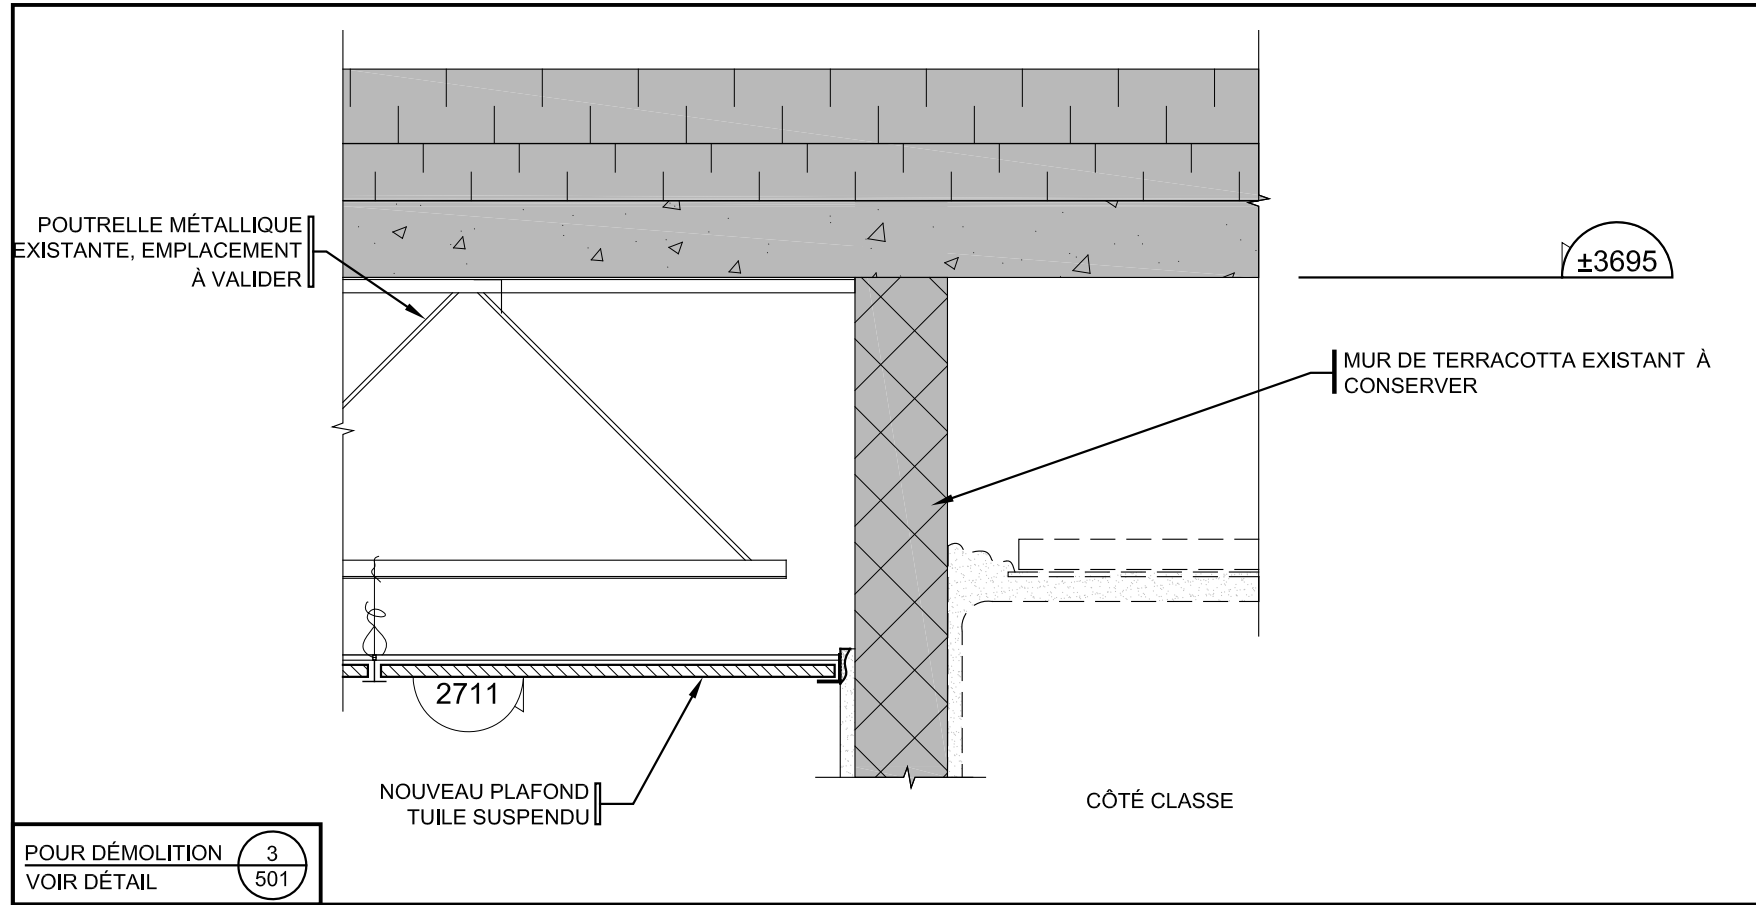 POUTRELLE MÉTALLIQUE
EXISTANTE, EMPLACEMENT
À VALIDER
±3695
MUR DE TERRACOTTA EXISTANT À
CONSERVER
2711
NOUVEAU PLAFOND
TUILE SUSPENDU
CÔTÉ CLASSE
POUR DÉMOLITION
VOIR DÉTAIL
3
501